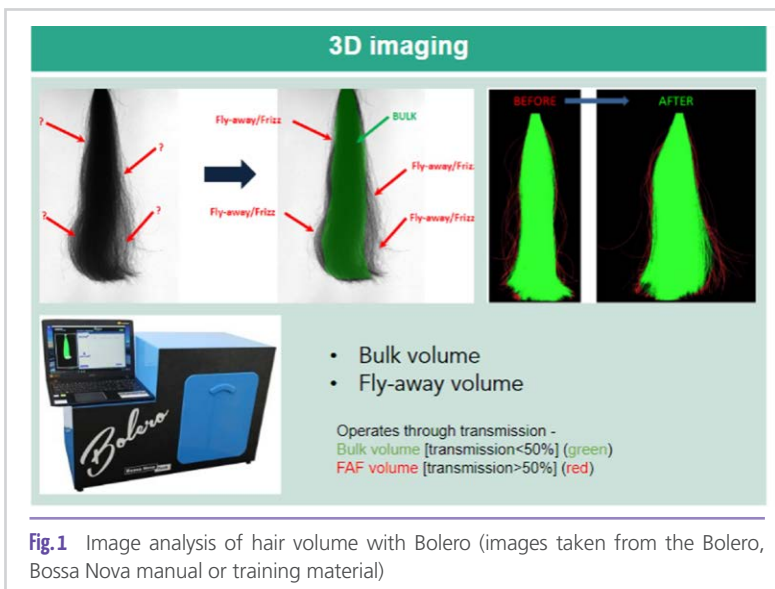 3D imaging
?
?
?
?
Fly-away/Frizz
BULK
Fly-away/Friz
Fly-away/Frizz
Fly-away/Frizz
BEFORE
AFTER
Bolero
• Bulk volume
• Fly-away volume
Operates through transmission -
Bulk volume [transmission<50%] (green)
FAF volume [transmission>50%] (red)
Fig.1 Image analysis of hair volume with Bolero (images taken from the Bolero,
Bossa Nova manual or training material)